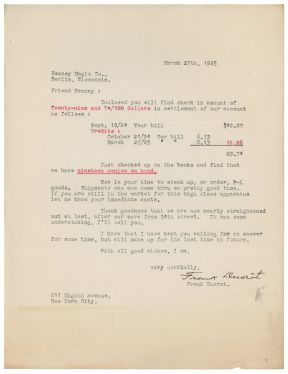 March 27th, 1925
Heaney Magic Co.,
Berlin, Wisconsin.
Friend Heaney :
Enclosed you will find check in amount of
Twenty-nine and 74/100 dollars in settlement of our account
as follows :
Sept. 10/24 Your bill $42.00
Credits :
October 21/24 Our bill 6.13
March 27/25 " " 6.13 12.26
29.74
Just checked up on the books and find that
we have nineteen copies on hand.
Now is your time to stock up, or order, P-L
goods. Shipments can now come thru on pretty good time.
If you are still in the market for this high class apparatus
let me know your immediate wants.
Thank goodness that we are now nearly straightened
out at last, after our move from 34th street. It was some
undertaking, I'll tell you.
I know that I have kept you waiting for an answer
for some time, but will make up for the lost time in future.
With all good wishes, I am,
very cordially,
Frank Ducrot
Frank Ducrot.
611 Eighth avenue,
New York City.